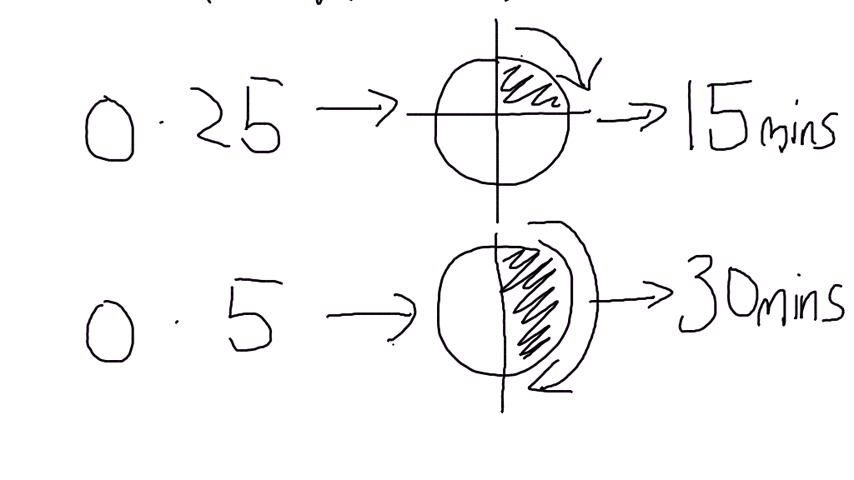 0.25 → → 15mins
0.5 → → 30mins